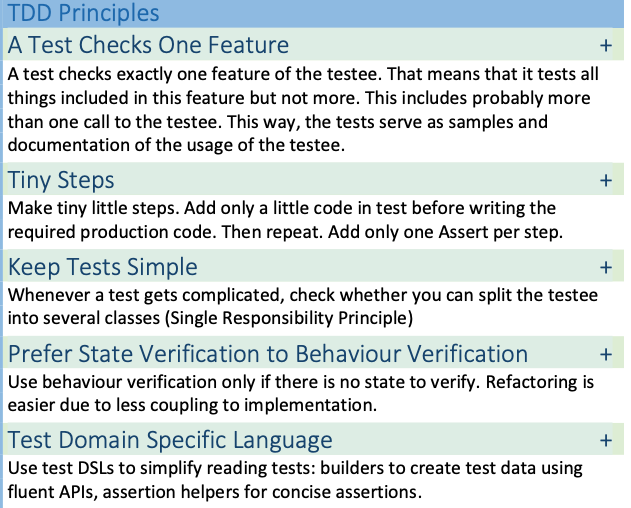 TDD Principles
A Test Checks One Feature +
A test checks exactly one feature of the testee. That means that it tests all
things included in this feature but not more. This includes probably more
than one call to the testee. This way, the tests serve as samples and
documentation of the usage of the testee.
Tiny Steps +
Make tiny little steps. Add only a little code in test before writing the
required production code. Then repeat. Add only one Assert per step.
Keep Tests Simple +
Whenever a test gets complicated, check whether you can split the testee
into several classes (Single Responsibility Principle)
Prefer State Verification to Behaviour Verification +
Use behaviour verification only if there is no state to verify. Refactoring is
easier due to less coupling to implementation.
Test Domain Specific Language +
Use test DSLs to simplify reading tests: builders to create test data using
fluent APIs, assertion helpers for concise assertions.